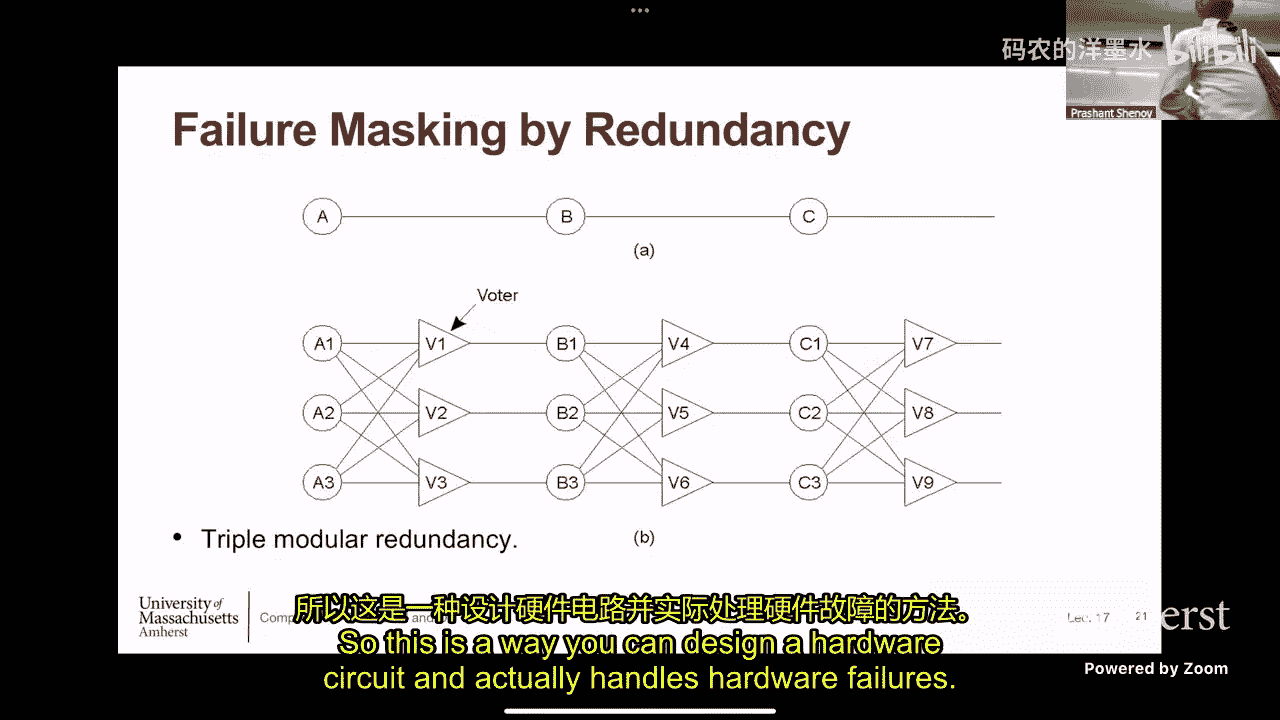 码农的洋墨水 bilibili
Prashant Shenoy
Failure Masking by Redundancy
A B C
(a)
Voter
A1 V1 B1 V4 C1 V7
A2 V2 B2 V5 C2 V8
A3 V3 B3 V6 C3 V9
• Triple modular redundancy.
(b)
所以这是一种设计硬件电路并实际处理硬件故障的方法。
University of
Massachusetts
Amherst
Lec. 17
21
So this is a way you can design a hardware
circuit and actually handles hardware failures.
Powered by Zoom